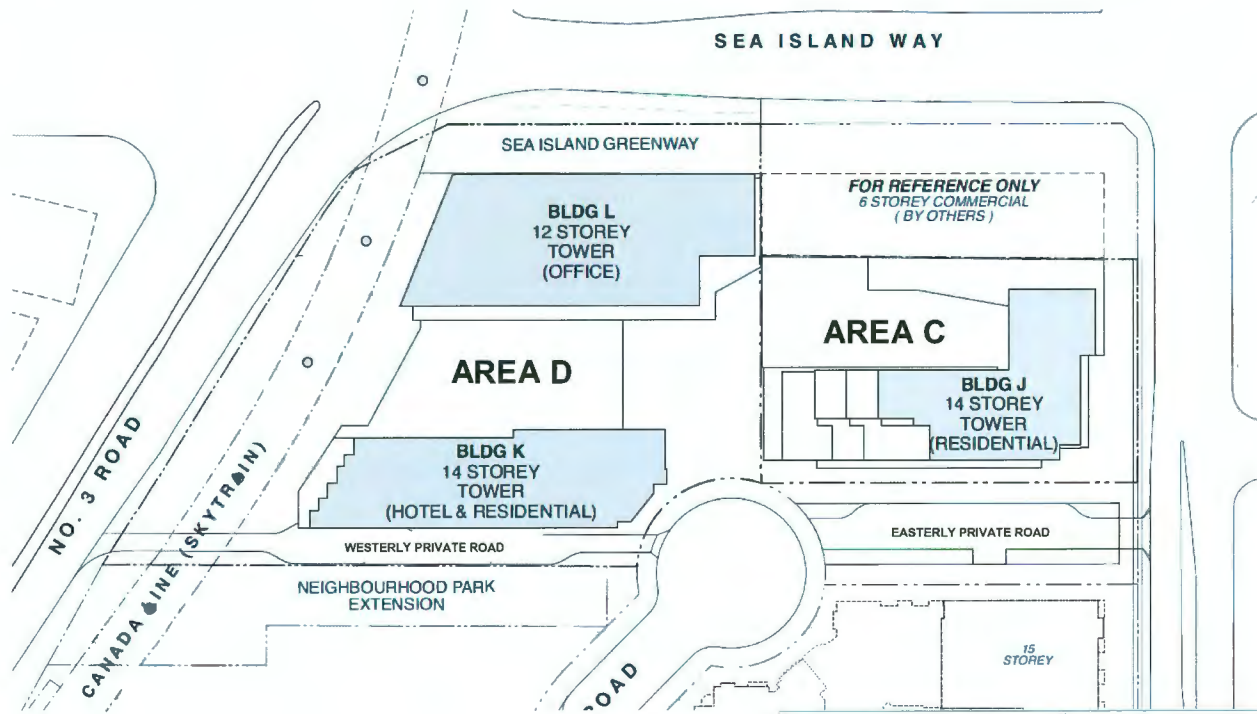 SEA ISLAND WAY
SEA ISLAND GREENWAY
FOR REFERENCE ONLY
6 STOREY COMMERCIAL
( BY OTHERS )
BLDG L
12 STOREY
TOWER
(OFFICE)
AREA D
AREA C
BLDG J
14 STOREY
TOWER
(RESIDENTIAL)
BLDG K
14 STOREY
TOWER
(HOTEL & RESIDENTIAL)
NO. 3 ROAD
CANADA LINE (SKYTRAIN)
WESTERLY PRIVATE ROAD
EASTERLY PRIVATE ROAD
NEIGHBOURHOOD PARK
EXTENSION
15
STOREY
ROAD